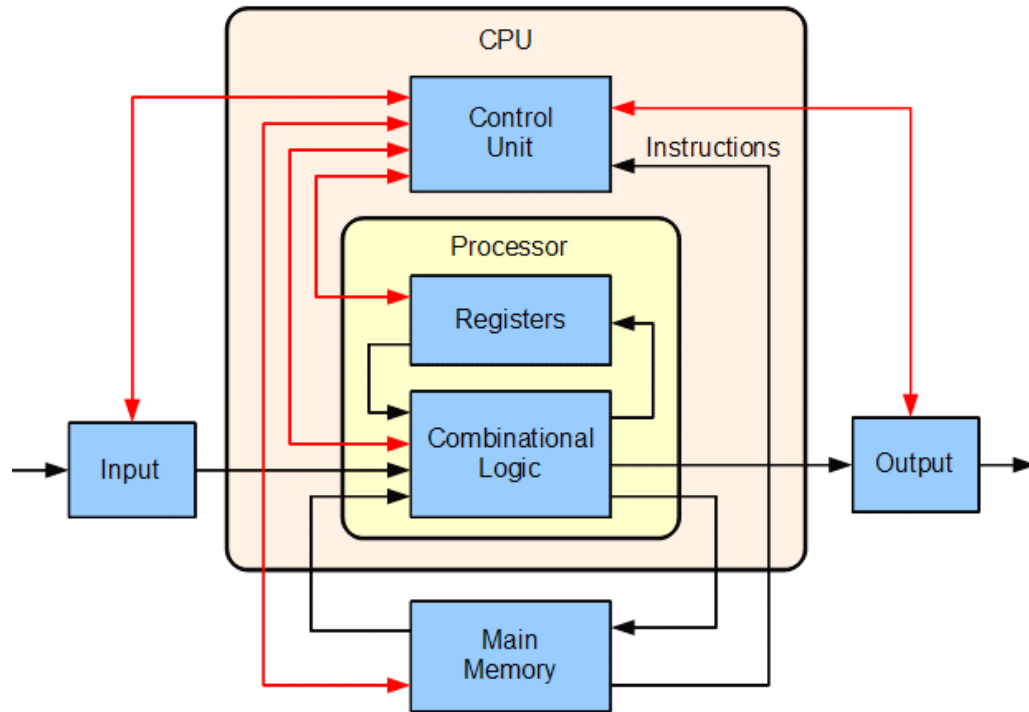 CPU
Control
Unit
Instructions
Processor
Registers
Combinational
Logic
Input
Output
Main
Memory